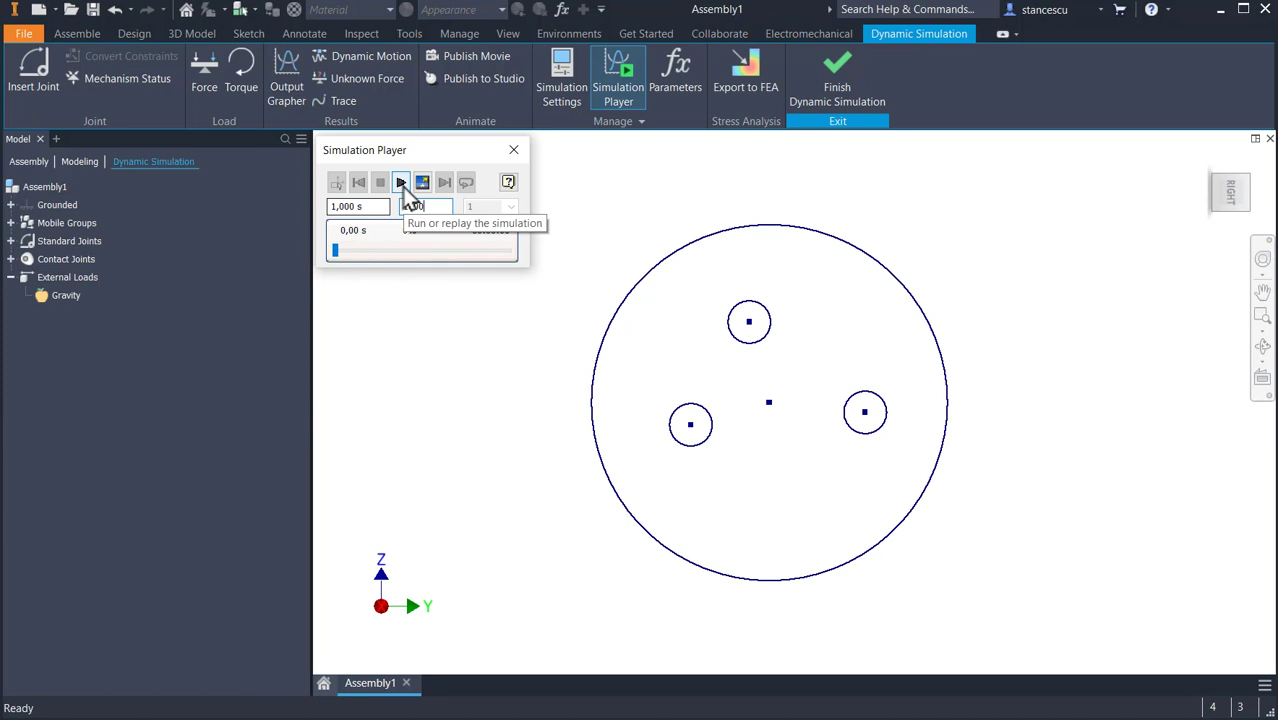 Material
Appearance
Assembly1
Search Help & Commands...
stancescu
File
Assemble
Design
3D Model
Sketch
Annotate
Inspect
Tools
Manage
View
Environments
Get Started
Collaborate
Electromechanical
Dynamic Simulation
Insert Joint
Convert Constraints
Mechanism Status
Force
Torque
Output
Grapher
Dynamic Motion
Unknown Force
Trace
Publish Movie
Publish to Studio
Simulation
Settings
Simulation
Player
Parameters
Export to FEA
Finish
Dynamic Simulation
Joint
Load
Results
Animate
Manage
Stress Analysis
Exit
Model
Assembly
Modeling
Dynamic Simulation
Assembly1
Grounded
Mobile Groups
Standard Joints
Contact Joints
External Loads
Gravity
Simulation Player
1,000 s
1
Run or replay the simulation
0,00 s
RIGHT
Z
Y
Assembly1
Ready
4 3